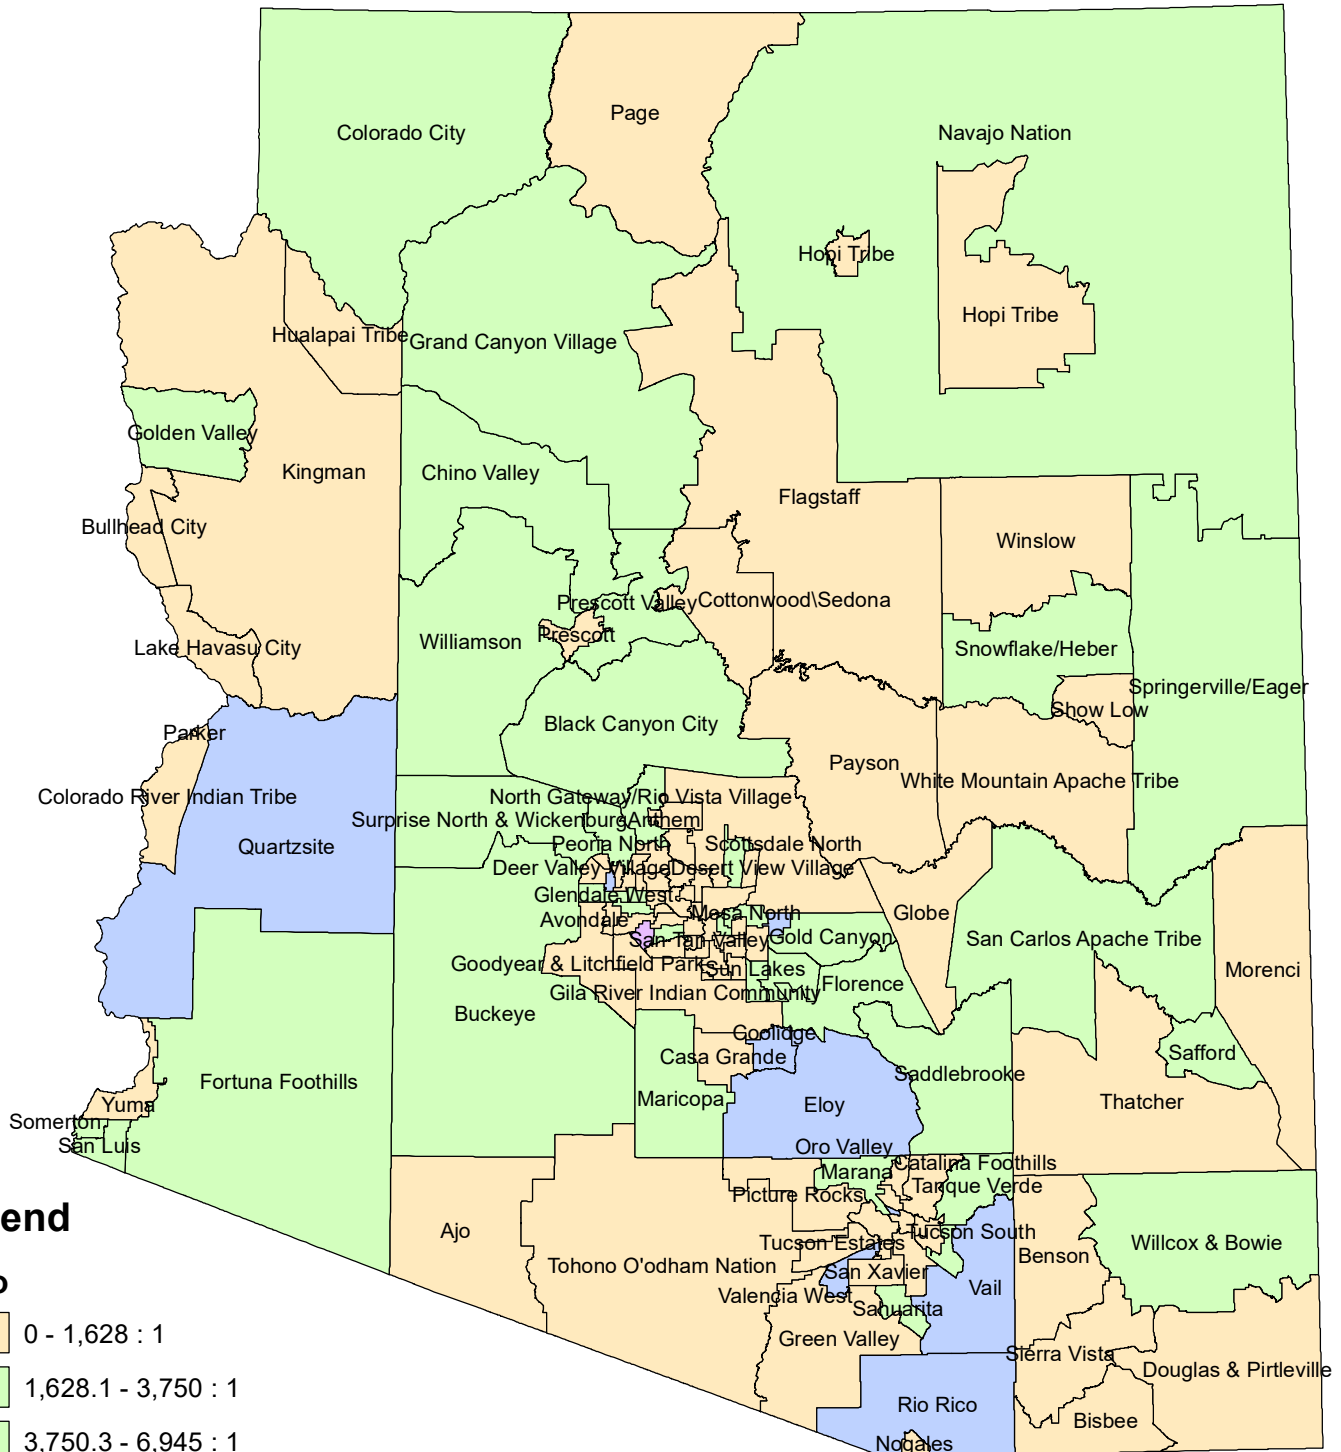 Page
Colorado City
Navajo Nation
Hopi Tribe
Hopi Tribe
Hualapai Tribe
Grand Canyon Village
Golden Valley
Kingman
Chino Valley
Flagstaff
Bullhead City
Winslow
Prescott Valley
Cottonwood\Sedona
Prescott
Williamson
Lake Havasu City
Snowflake/Heber
Springerville/Eager
Show Low
Black Canyon City
Parker
Payson
White Mountain Apache Tribe
Colorado River Indian Tribe
North Gateway/Rio Vista Village
Surprise North & Wickenburg
Anthem
Quartzsite
Peoria North
Scottsdale North
Deer Valley Village
Desert View Village
Glendale West
Avondale
Mesa North
Globe
San-Tan Valley
Gold Canyon
San Carlos Apache Tribe
Goodyear & Litchfield Park
Sun Lakes
Morenci
Florence
Gila River Indian Community
Buckeye
Coolidge
Casa Grande
Safford
Fortuna Foothills
Saddlebrooke
Maricopa
Eloy
Thatcher
Yuma
Somerton
San Luis
Oro Valley
Catalina Foothills
Marana
Tanque Verde
Picture Rocks
end
Ajo
Tucson South
Tucson Estates
Benson
Willcox & Bowie
Tohono O'odham Nation
San Xavier
Vail
Valencia West
Sahuarita
o
0 - 1,628 : 1
Green Valley
Sierra Vista
Douglas & Pirtleville
1,628.1 - 3,750 : 1
Rio Rico
Bisbee
3,750.3 - 6,945 : 1
Nogales